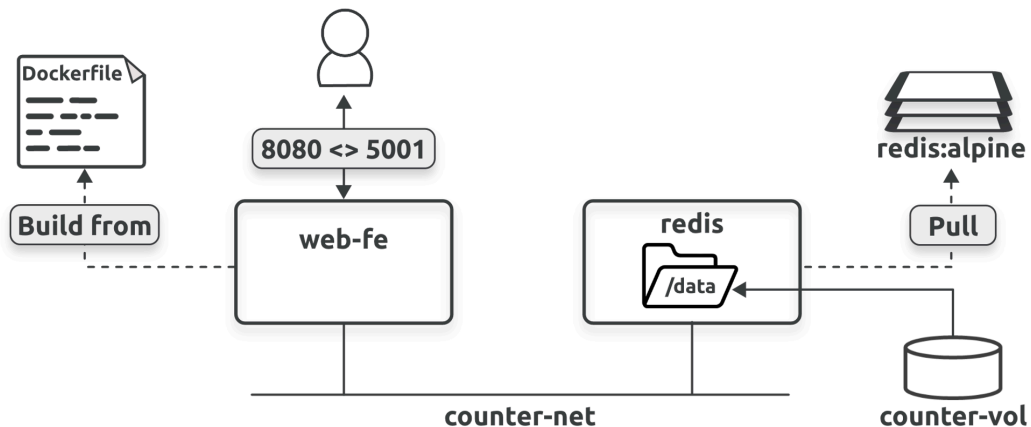 Dockerfile
8080 <> 5001
redis:alpine
Build from
web-fe
redis
Pull
/data
counter-net
counter-vol